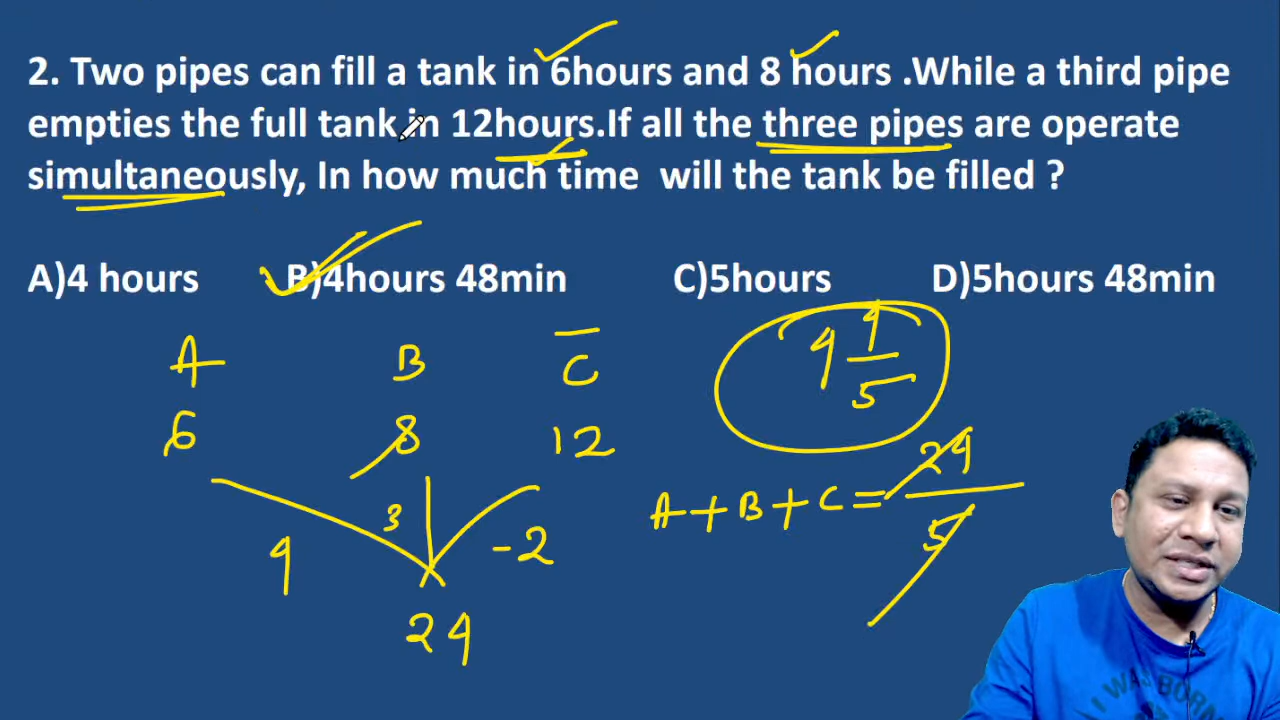 2. Two pipes can fill a tank in 6hours and 8 hours .While a third pipe
empties the full tank in 12hours.If all the three pipes are operate
simultaneously, In how much time will the tank be filled ?
A)4 hours B)4hours 48min C)5hours D)5hours 48min
A B C
6 8 12
4 3 -2
24
4 4/5
A+B+C= 24/5
I WAS BORN